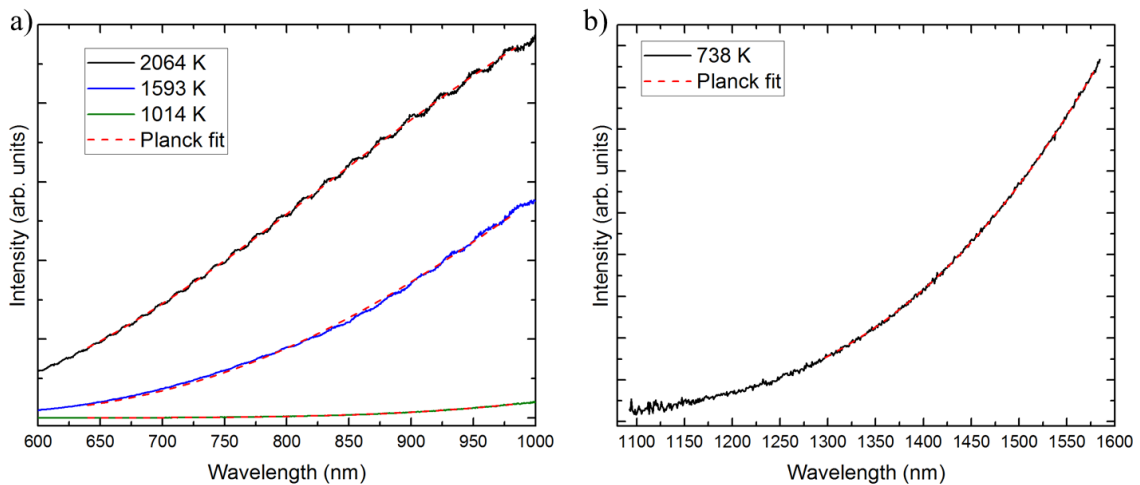 a)
2064 K
1593 K
1014 K
Planck fit
Intensity (arb. units)
600 650 700 750 800 850 900 950 1000
Wavelength (nm)
b)
738 K
Planck fit
Intensity (arb. units)
1100 1150 1200 1250 1300 1350 1400 1450 1500 1550 1600
Wavelength (nm)